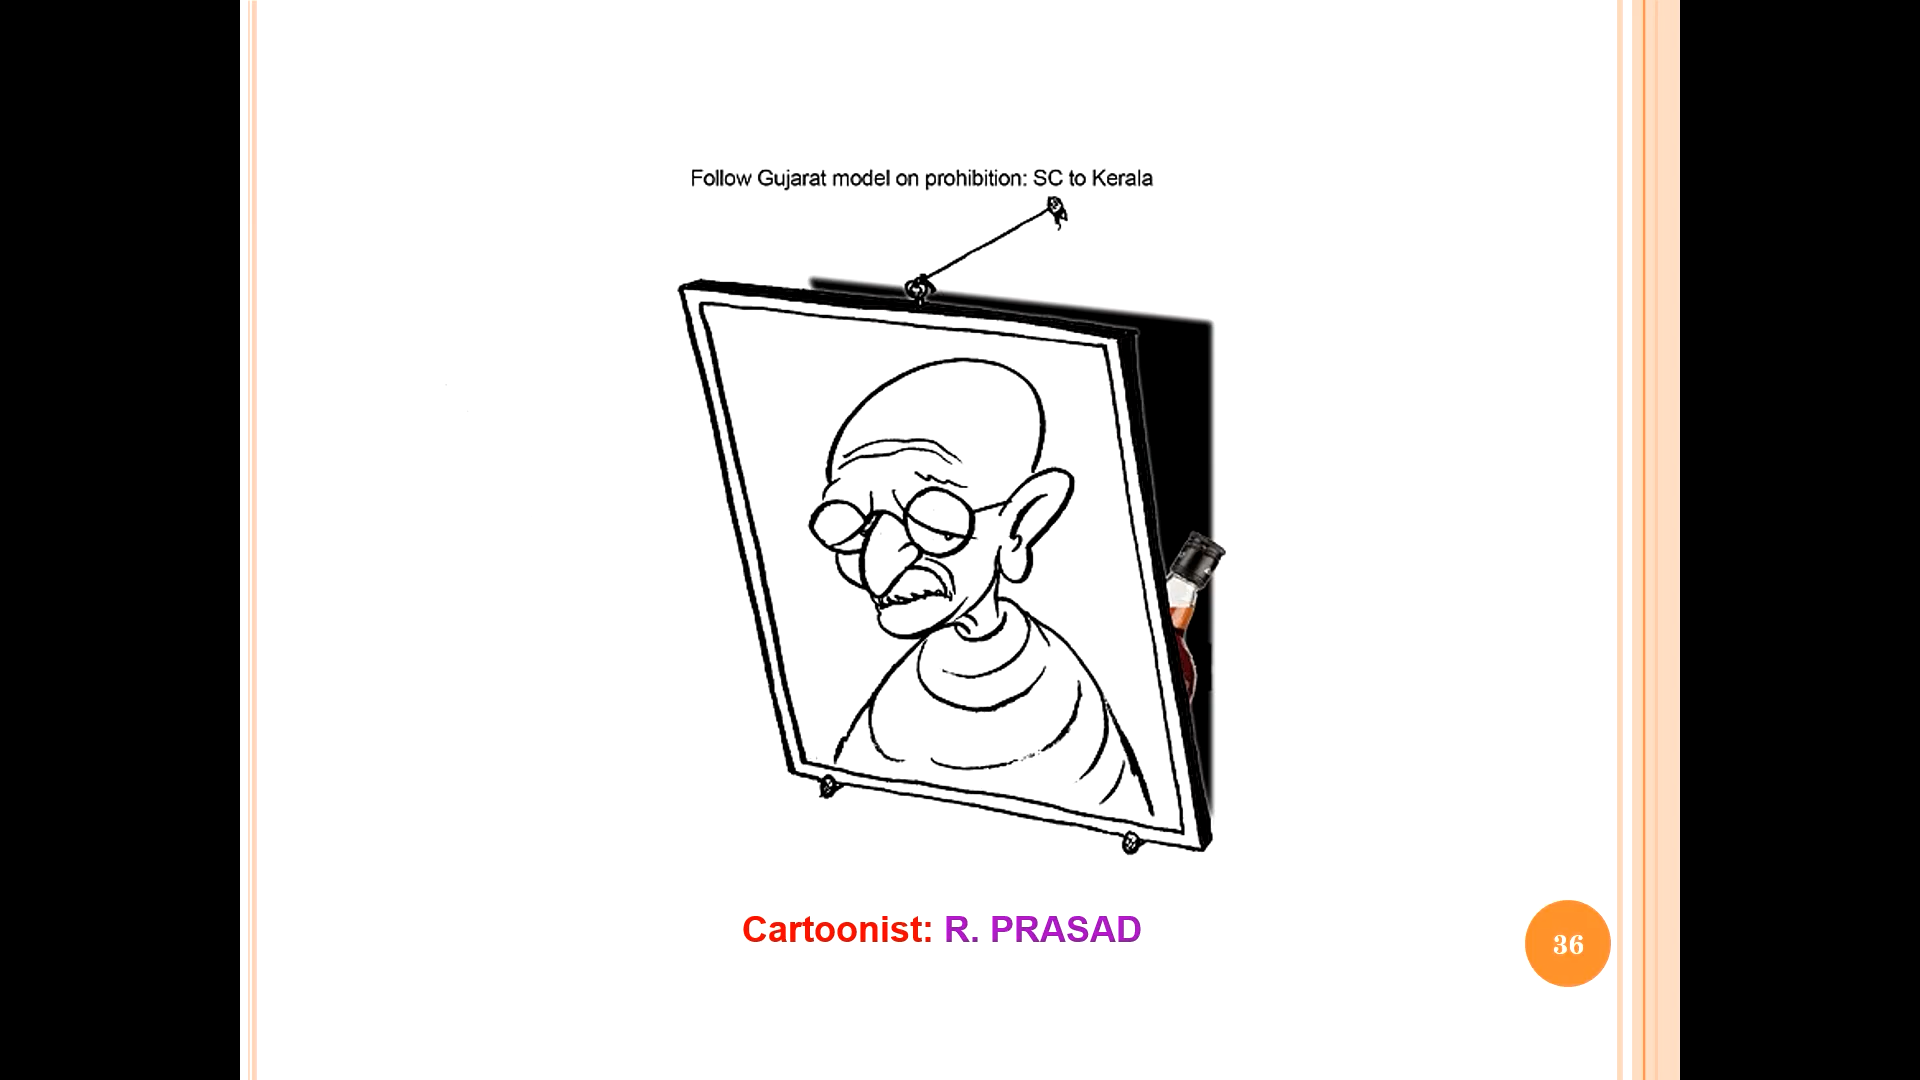 Follow Gujarat model on prohibition: SC to Kerala
Cartoonist: R. PRASAD
36